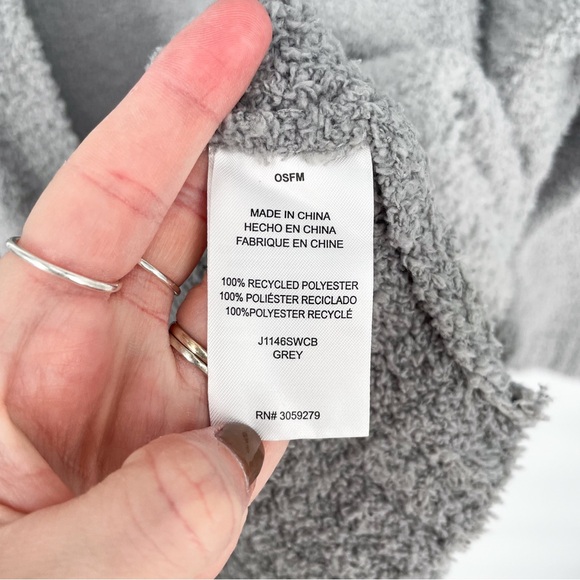 OSFM
MADE IN CHINA
HECHO EN CHINA
FABRIQUE EN CHINE
100% RECYCLED POLYESTER
100% POLIÉSTER RECICLADO
100%POLYESTER RECYCLÉ
J1146SWCB
GREY
RN# 3059279